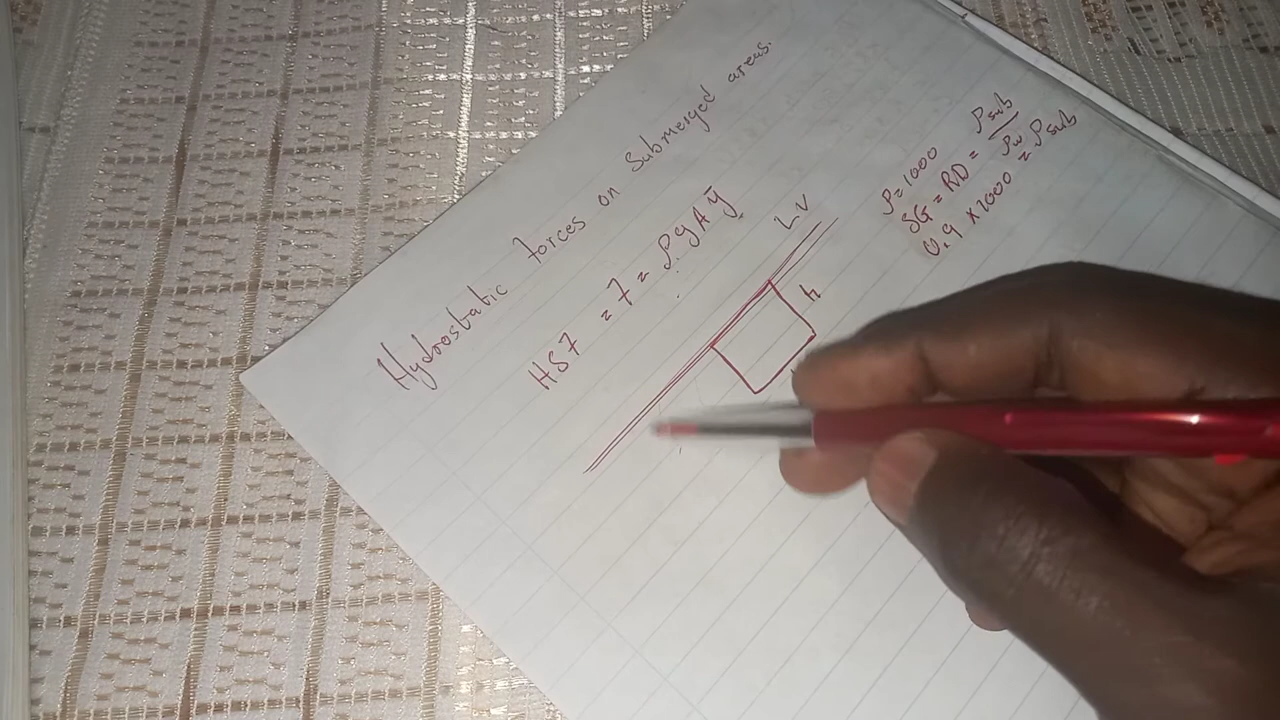 Hydrostatic forces on Submerged areas.
HSF = F = ρgAȳ
LV
h
ρ=1000
SG = RD = ρsub/ρw
0.9 x 1000 = ρsub